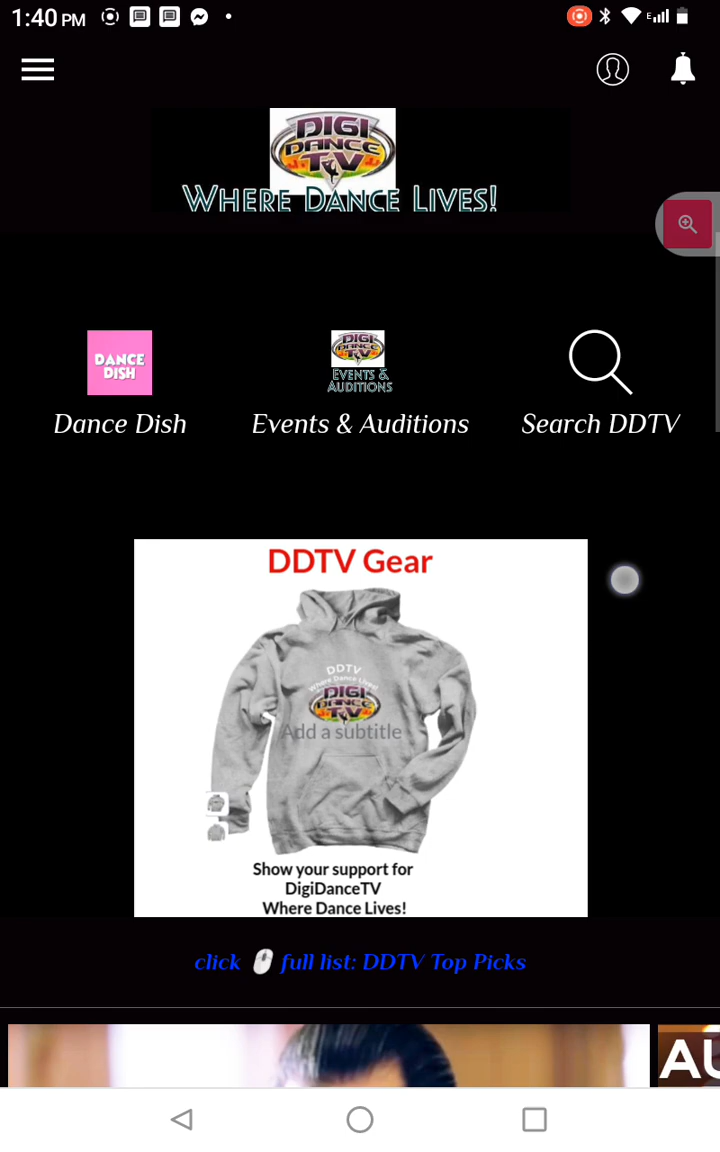 1:40 PM
E
DIGI
DANCE
TV
WHERE DANCE LIVES!
DANCE
DISH
DIGI
DANCE
TV
EVENTS &
AUDITIONS
Dance Dish
Events & Auditions
Search DDTV
DDTV Gear
DDTV
Where Dance Lives!
DIGI
DANCE
TV
Add a subtitle
Show your support for
DigiDanceTV
Where Dance Lives!
click full list: DDTV Top Picks